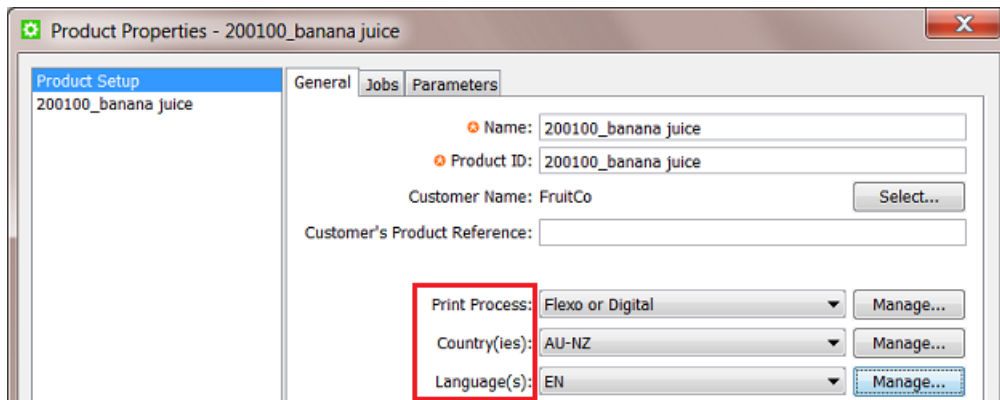 Product Properties - 200100_banana juice
X
Product Setup
200100_banana juice
General Jobs Parameters
Name: 200100_banana juice
Product ID: 200100_banana juice
Customer Name: FruitCo Select...
Customer's Product Reference:
Print Process: Flexo or Digital Manage...
Country(ies): AU-NZ Manage...
Language(s): EN Manage...